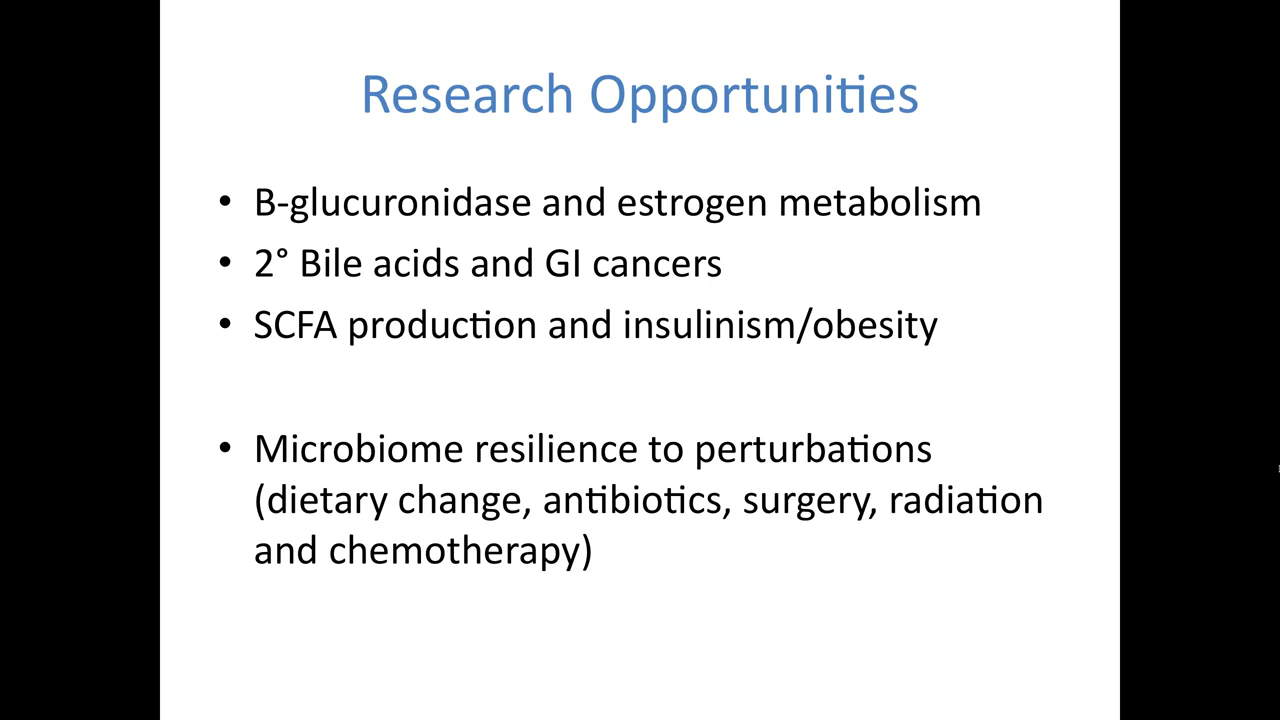 Research Opportunities
• B-glucuronidase and estrogen metabolism
• 2° Bile acids and GI cancers
• SCFA production and insulinism/obesity
• Microbiome resilience to perturbations
(dietary change, antibiotics, surgery, radiation
and chemotherapy)